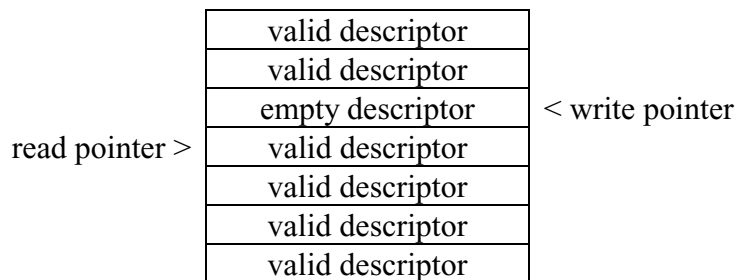 valid descriptor
valid descriptor
empty descriptor < write pointer
read pointer > valid descriptor
valid descriptor
valid descriptor
valid descriptor